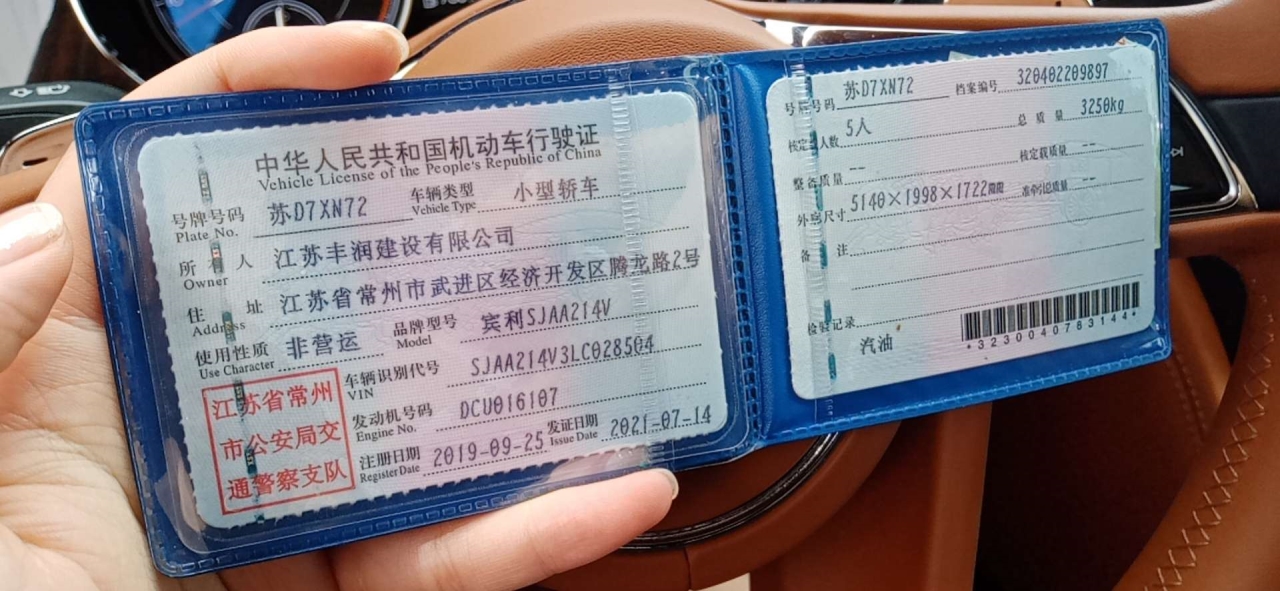 中华人民共和国机动车行驶证
Vehicle License of the People's Republic of China
号牌号码 苏D7XN72 车辆类型 小型轿车
Plate No. Vehicle Type
所有人 江苏丰润建设有限公司
Owner
住址 江苏省常州市武进区经济开发区腾龙路2号
Address
使用性质 非营运 品牌型号 宾利SJAA214V
Use Character Model
车辆识别代号 SJAA214V3LC028504
VIN
发动机号码 DCU016107
Engine No.
注册日期 2019-09-25 发证日期 2021-07-14
Register Date Issue Date
江苏省常州
市公安局交
通警察支队
号牌号码 苏D7XN72 档案编号 320402209897
核定载人数 5人 总质量 3250kg
整备质量 -- 核定载质量 --
外廓尺寸 5140×1998×1722mm 准牵引总质量 --
备注
检验记录
汽油
*3230040783144*